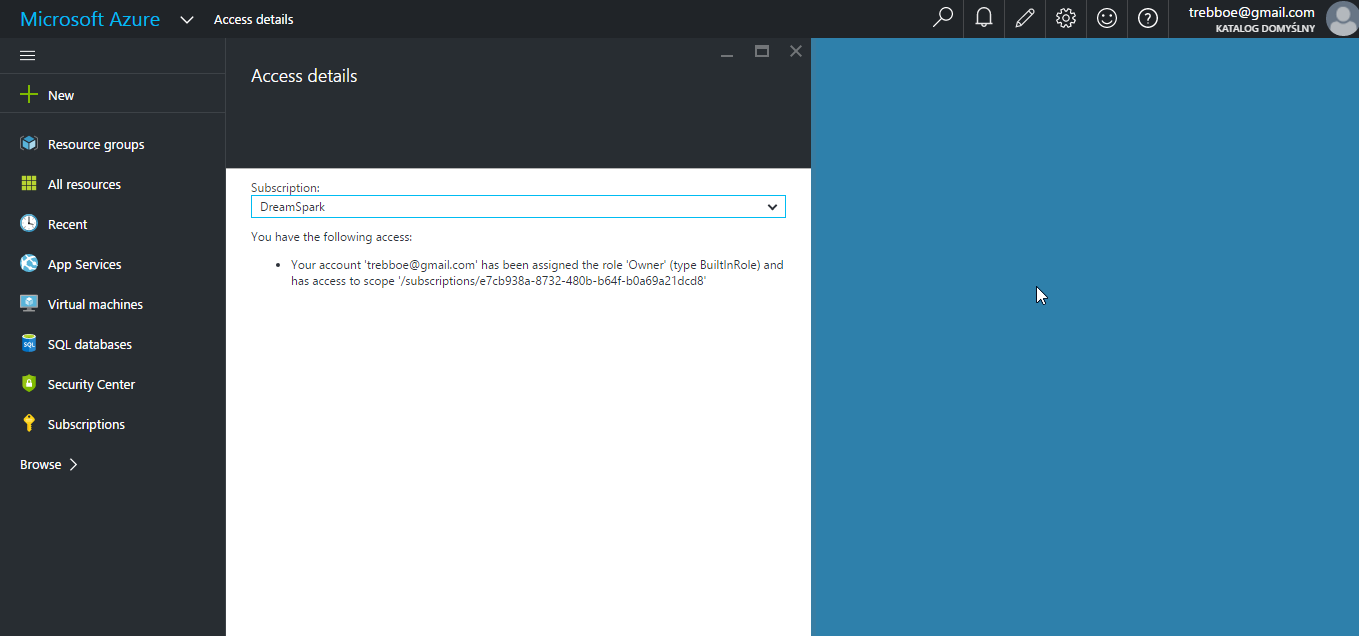 Microsoft Azure
Access details
trebboe@gmail.com
KATALOG DOMYŚLNY
New
Resource groups
All resources
Recent
App Services
Virtual machines
SQL databases
SQL
Security Center
Subscriptions
Browse
Access details
Subscription:
DreamSpark
You have the following access:
Your account 'trebboe@gmail.com' has been assigned the role 'Owner' (type BuiltInRole) and
has access to scope '/subscriptions/e7cb938a-8732-480b-b64f-b0a69a21dcd8'